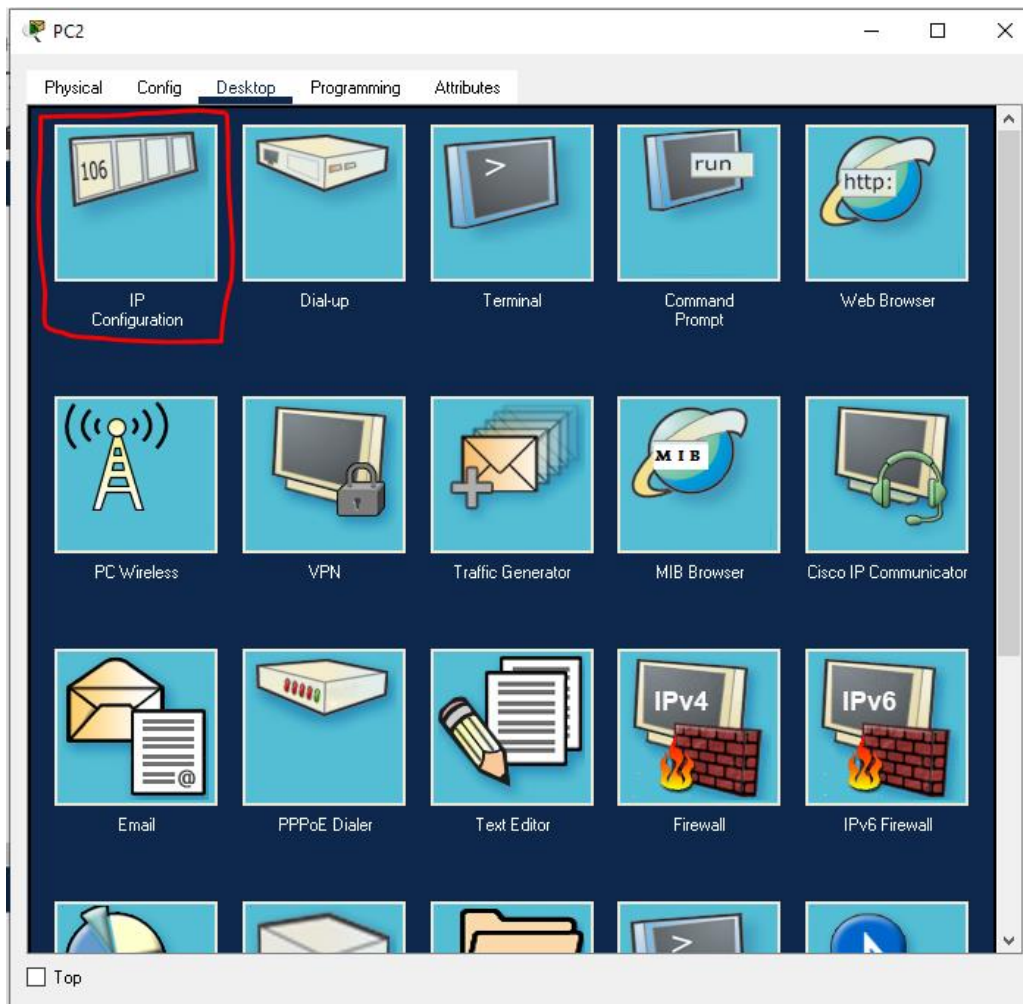 PC2
Physical Config Desktop Programming Attributes
106
>
run
http:
IP
Configuration
Dial-up
Terminal
Command
Prompt
Web Browser
MIB
PC Wireless
VPN
Traffic Generator
MIB Browser
Cisco IP Communicator
@
IPv4
IPv6
Email
PPPoE Dialer
Text Editor
Firewall
IPv6 Firewall
>
Top